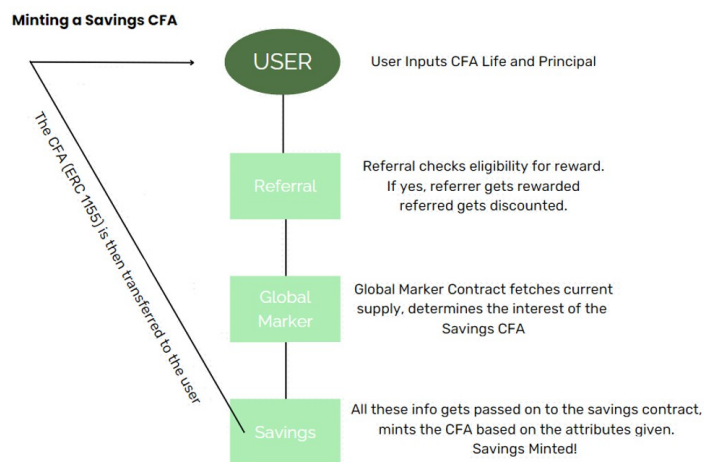 Minting a Savings CFA
USER
User Inputs CFA Life and Principal
The CFA (ERC 1155) is then transferred to the user
Referral
Referral checks eligibility for reward.
If yes, referrer gets rewarded
referred gets discounted.
Global
Marker
Global Marker Contract fetches current
supply, determines the interest of the
Savings CFA
Savings
All these info gets passed on to the savings contract,
mints the CFA based on the attributes given.
Savings Minted!